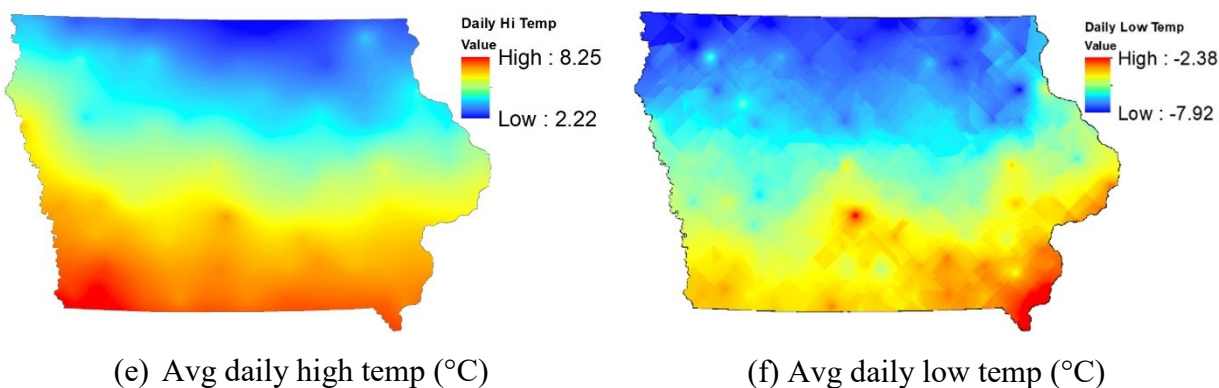 Daily Hi Temp
Value
High : 8.25
Low : 2.22
Daily Low Temp
Value
High : -2.38
Low : -7.92
(e) Avg daily high temp (°C)
(f) Avg daily low temp (°C)